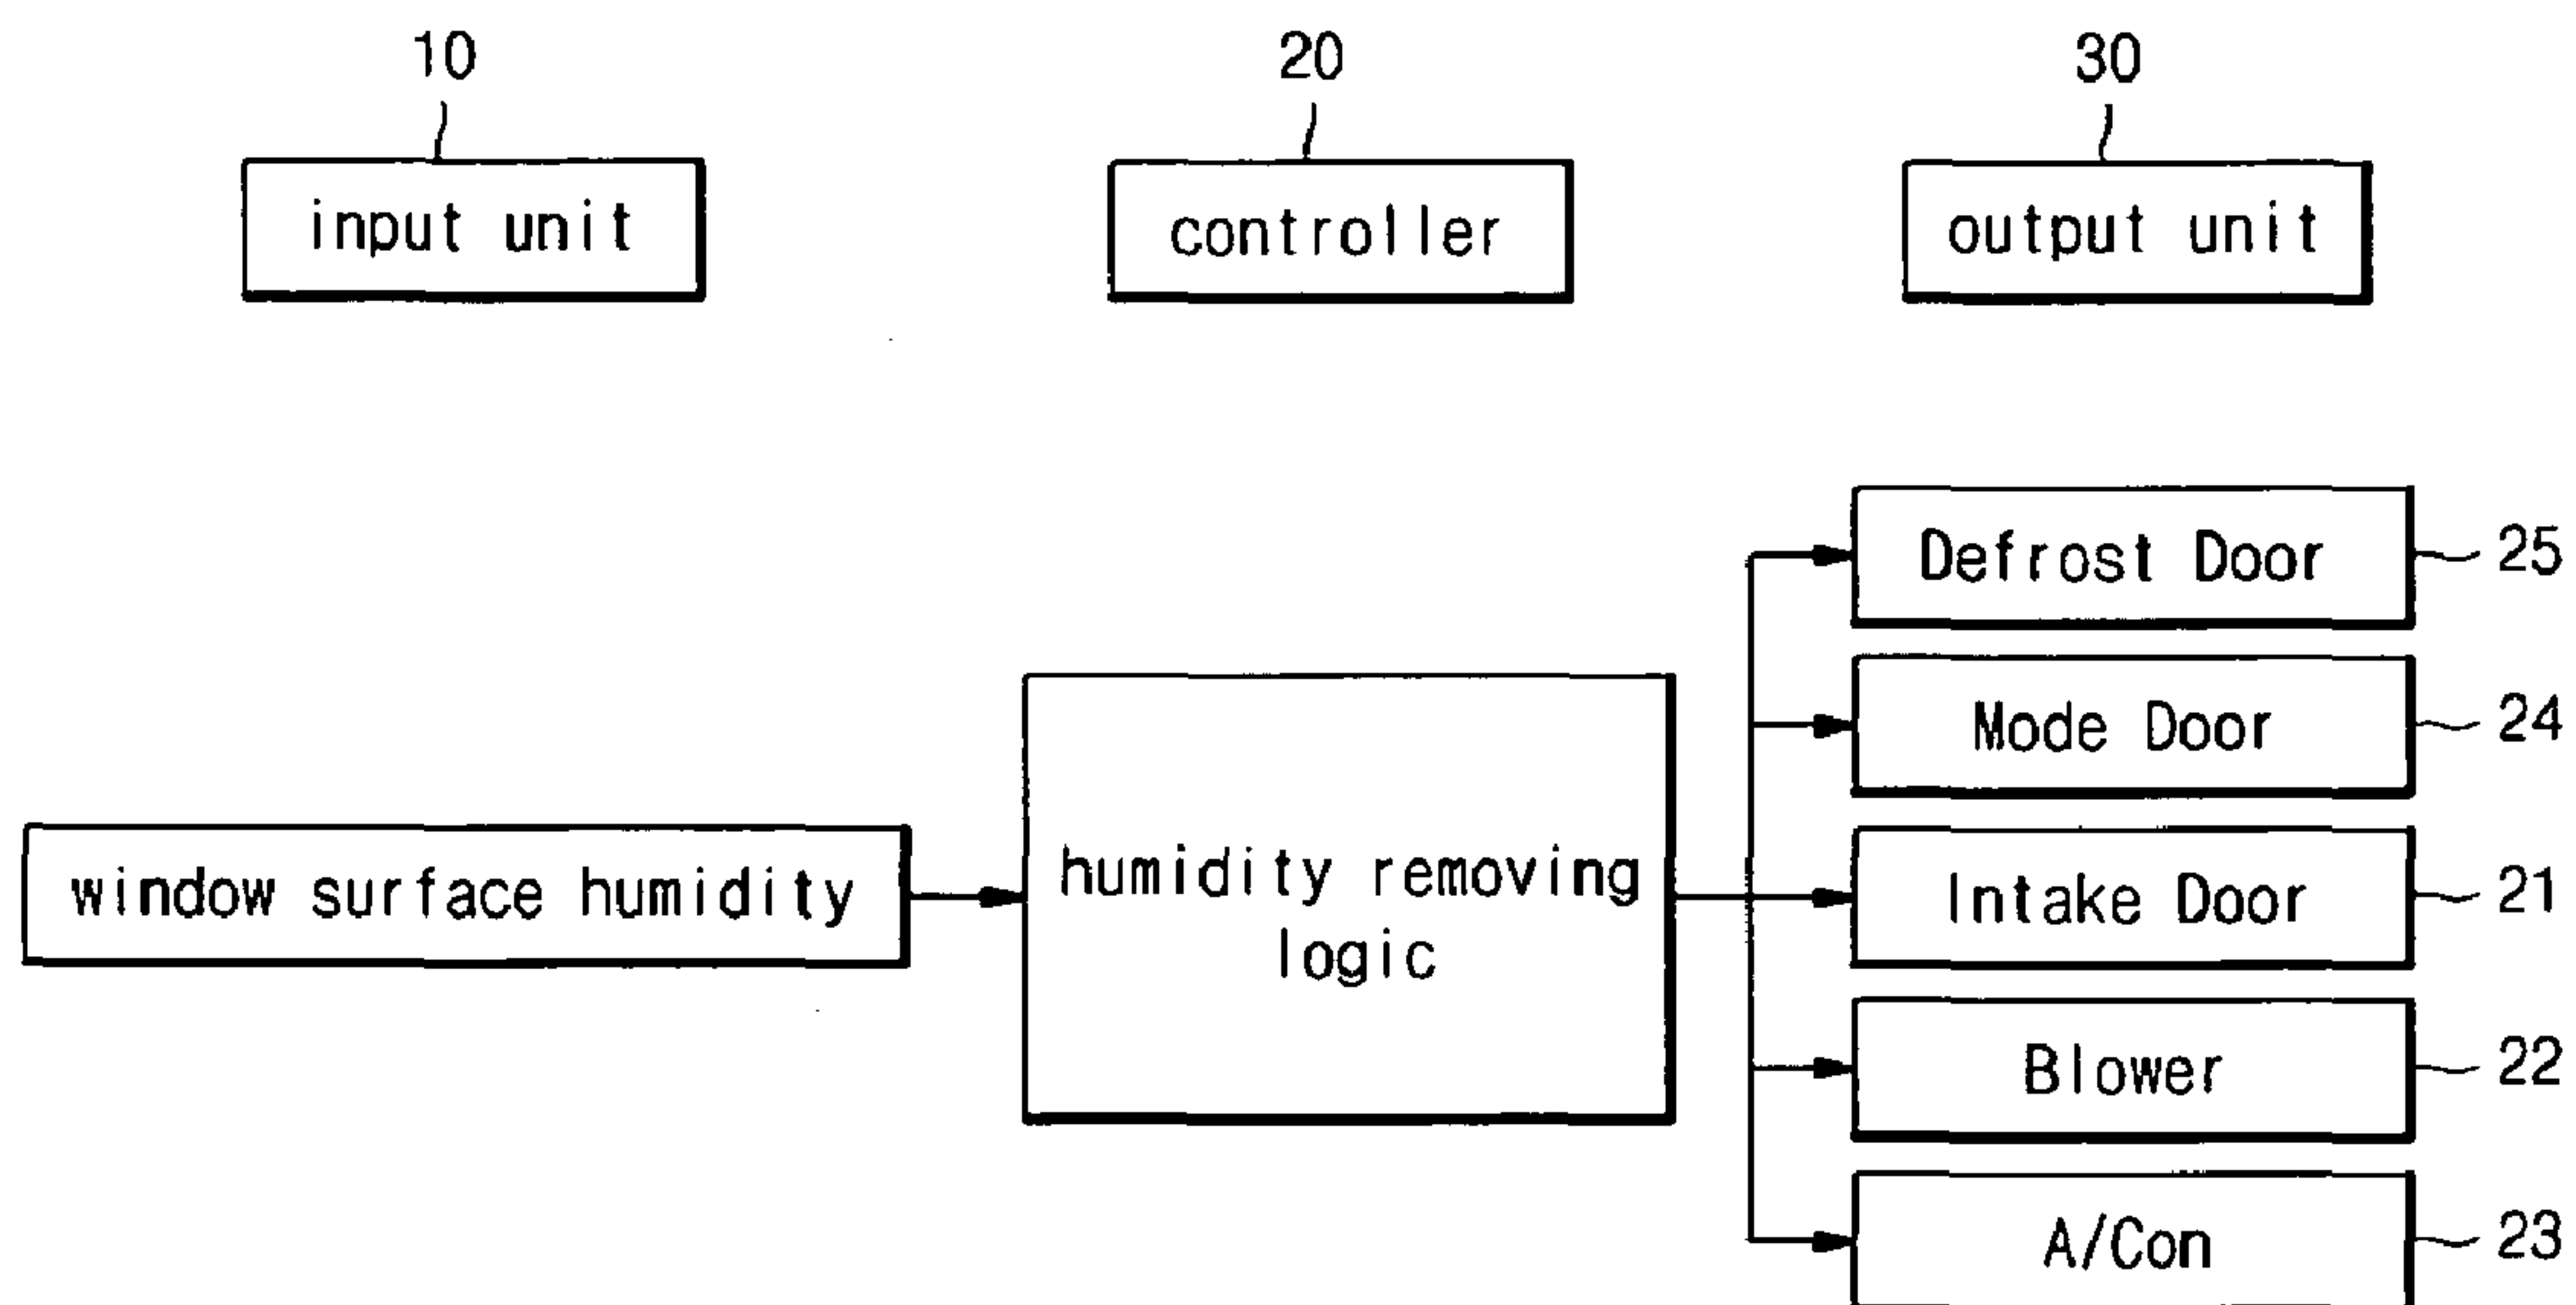 10
20
30
input unit
controller
output unit
Defrost Door
25
Mode Door
24
window surface humidity
humidity removing
logic
Intake Door
21
Blower
22
A/Con
23